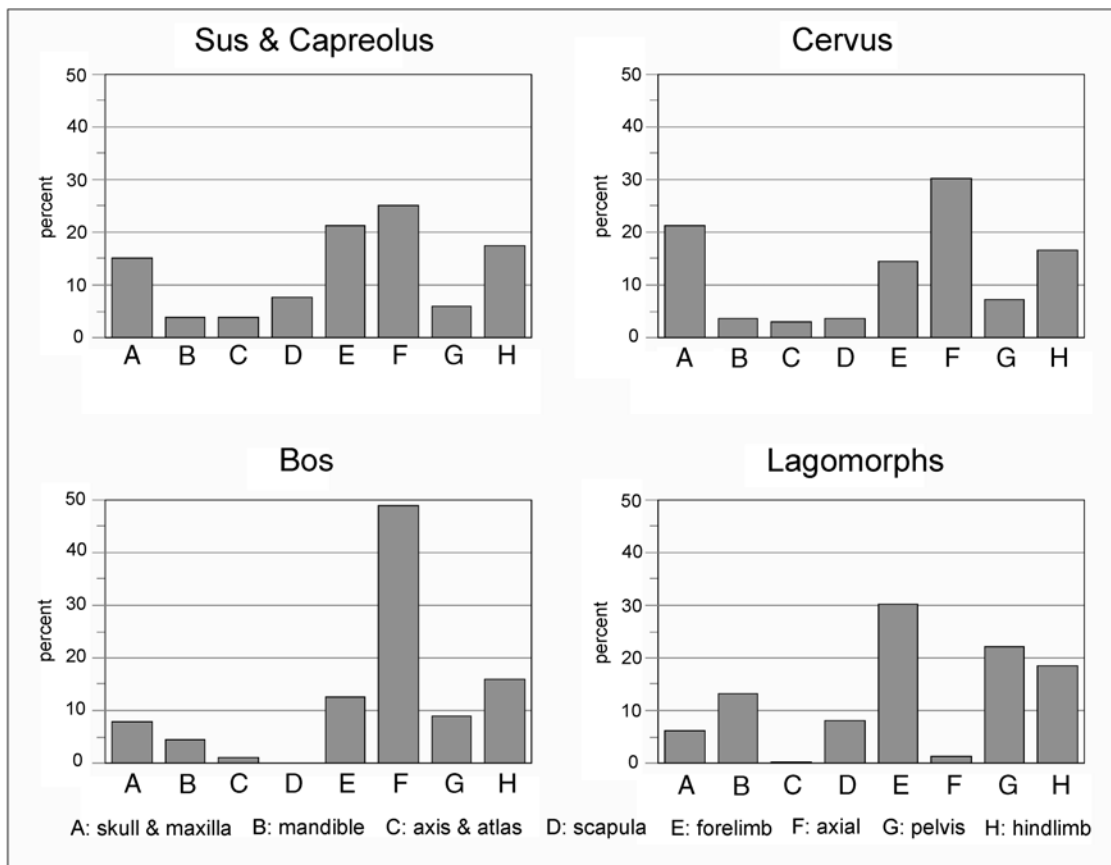 Sus & Capreolus
50
40
30
20
10
0
percent
A B C D E F G H
Cervus
50
40
30
20
10
0
percent
A B C D E F G H
Bos
50
40
30
20
10
0
percent
A B C D E F G H
Lagomorphs
50
40
30
20
10
0
percent
A B C D E F G H
A: skull & maxilla B: mandible C: axis & atlas D: scapula E: forelimb F: axial G: pelvis H: hindlimb